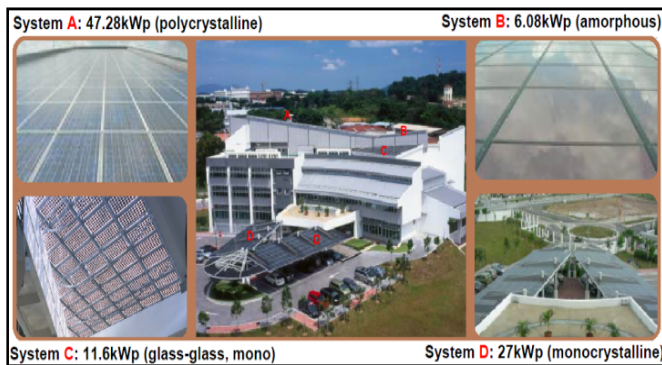 System A: 47.28kWp (polycrystalline)
System B: 6.08kWp (amorphous)
A
B
C
D
D
System C: 11.6kWp (glass-glass, mono)
System D: 27kWp (monocrystalline)